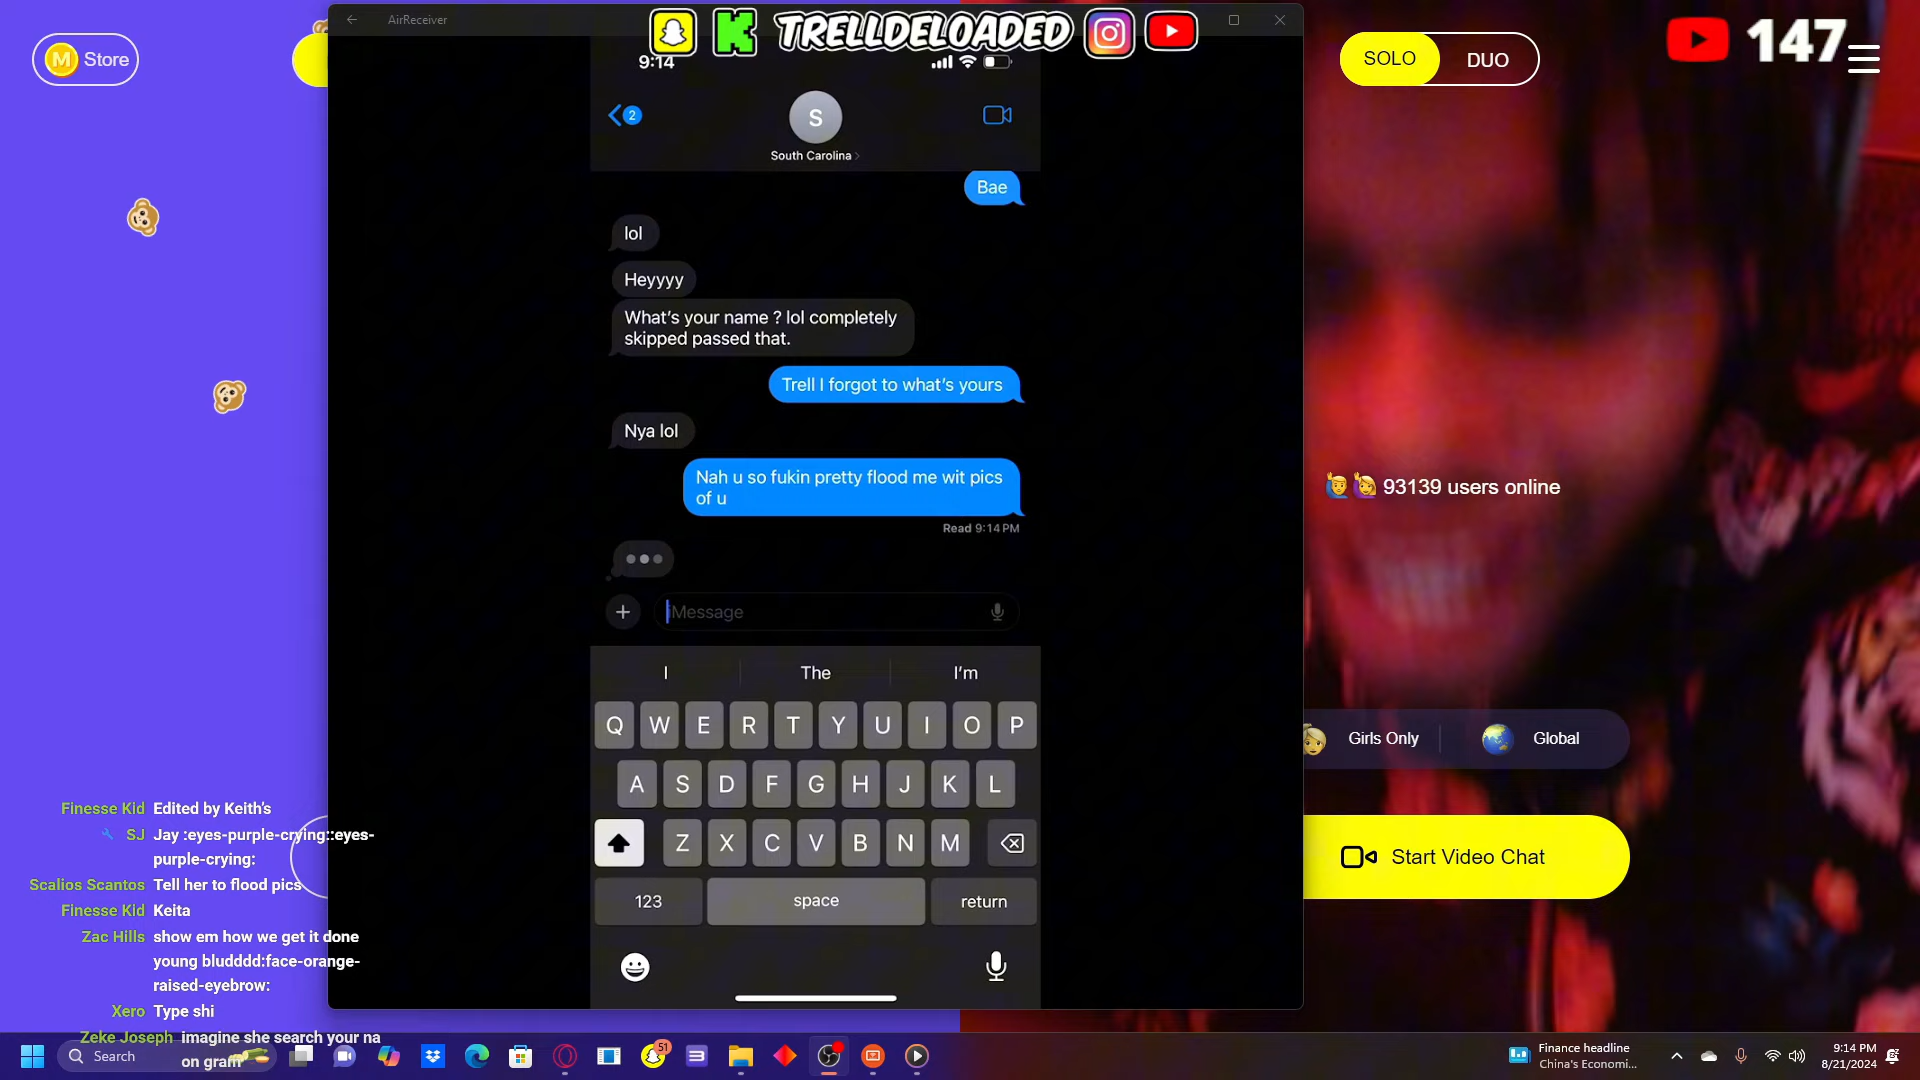 Store
AirReceiver
TRELLDELOADED
SOLO
DUO
147
9:14
2
S
South Carolina
Bae
lol
Heyyyy
What's your name ? lol completely
skipped passed that.
Trell I forgot to what's yours
Nya lol
Nah u so fukin pretty flood me wit pics
of u
Read 9:14 PM
iMessage
I The I'm
Q W E R T Y U I O P
A S D F G H J K L
Z X C V B N M
123 space return
93139 users online
Girls Only
Global
Start Video Chat
Finesse Kid Edited by Keith's
SJ Jay :eyes-purple-crying::eyes-
purple-crying:
Scalios Scantos Tell her to flood pics
Finesse Kid Keita
Zac Hills show em how we get it done
young bludddd:face-orange-
raised-eyebrow:
Xero Type shi
Zeke Joseph imagine she search your na
on gram
Search
51
Finance headline
China's Economi...
9:14 PM
8/21/2024